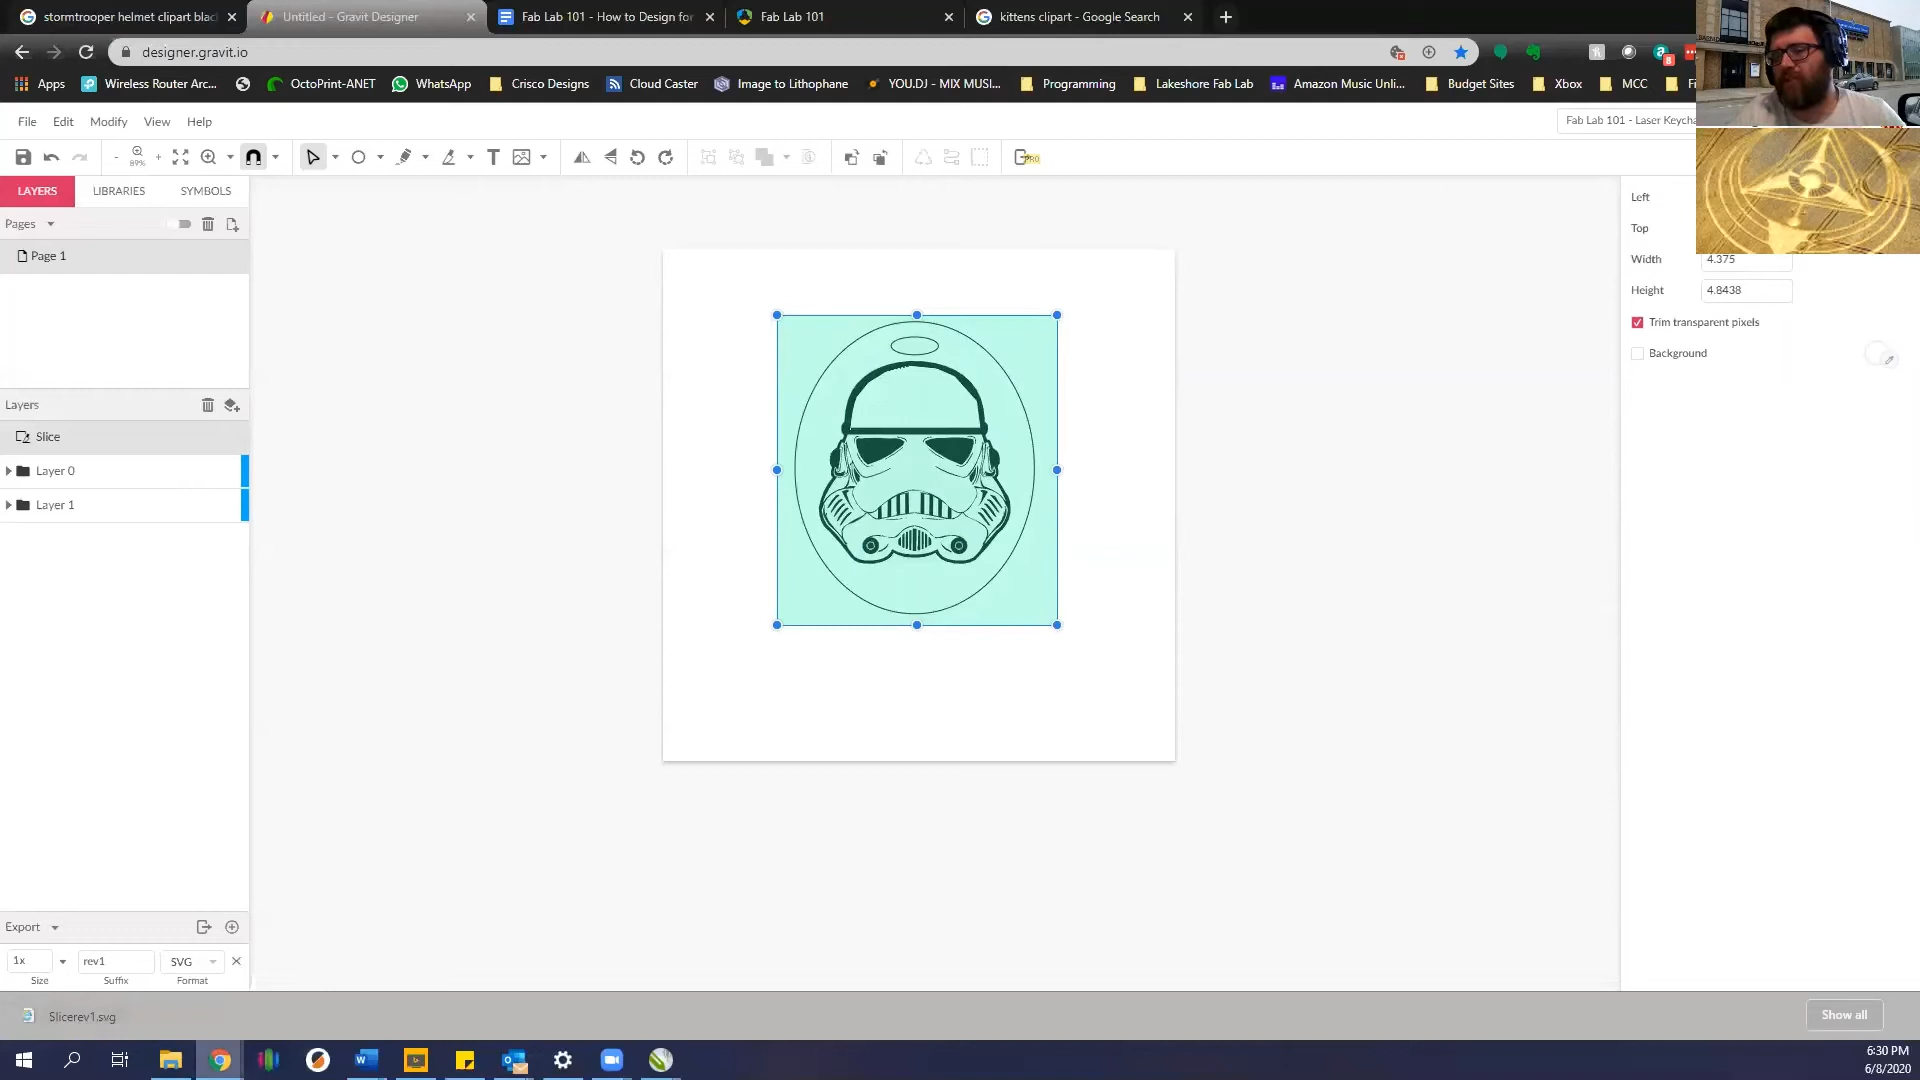 stormtrooper helmet clipart blac
Untitled - Gravit Designer
Fab Lab 101 - How to Design for
Fab Lab 101
kittens clipart - Google Search
designer.gravit.io
8
Apps
Wireless Router Arc...
OctoPrint-ANET
WhatsApp
Crisco Designs
Cloud Caster
Image to Lithophane
YOU.DJ - MIX MUSI...
Programming
Lakeshore Fab Lab
Amazon Music Unli...
Budget Sites
Xbox
MCC
File
Edit
Modify
View
Help
Fab Lab 101 - Laser Keycha
89%
PRO
LAYERS
LIBRARIES
SYMBOLS
Left
Pages
Top
Page 1
Width
4.375
Height
4.8438
Trim transparent pixels
Background
Layers
Slice
Layer 0
Layer 1
Export
1x
rev1
SVG
Size
Suffix
Format
Slicerev1.svg
Show all
6:30 PM
6/8/2020